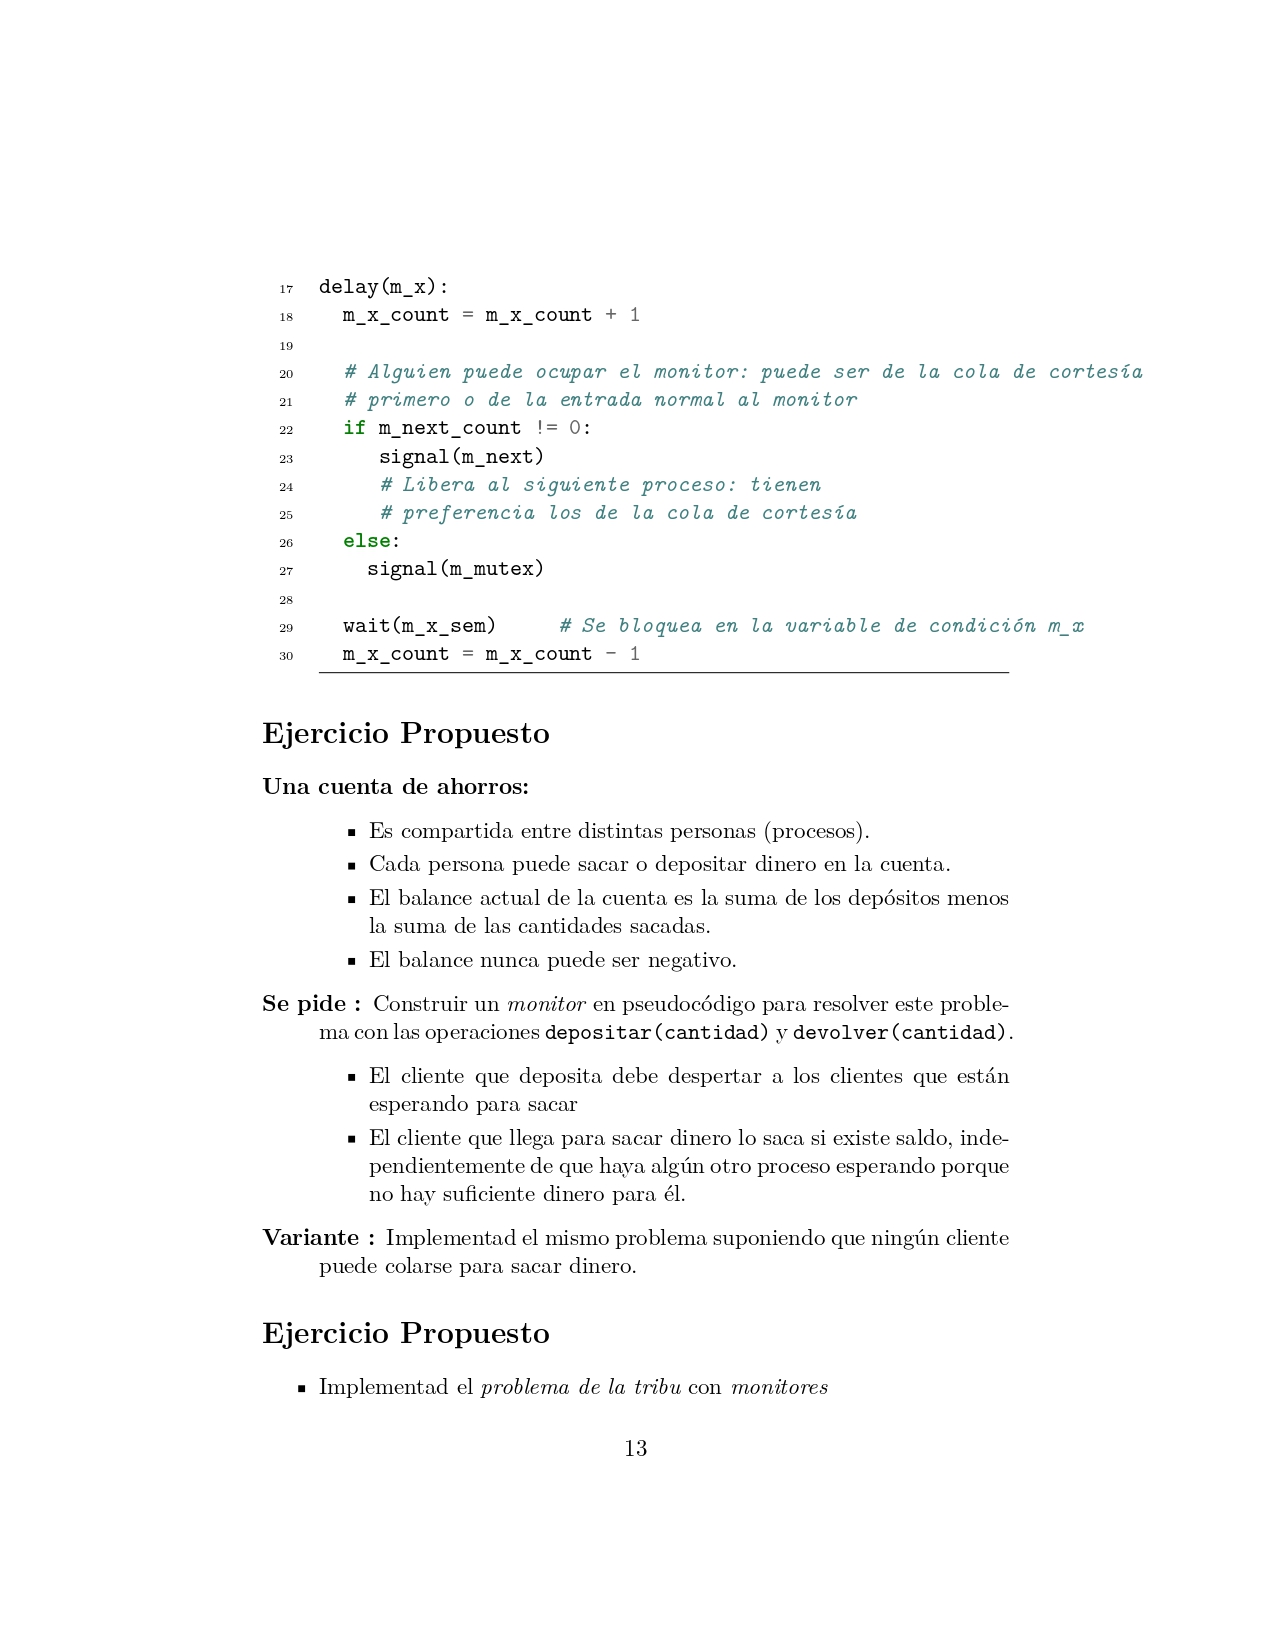 17 delay(m_x):
18 m_x_count = m_x_count + 1
19
20 # Alguien puede ocupar el monitor: puede ser de la cola de cortesía
21 # primero o de la entrada normal al monitor
22 if m_next_count != 0:
23 signal(m_next)
24 # Libera al siguiente proceso: tienen
25 # preferencia los de la cola de cortesía
26 else:
27 signal(m_mutex)
28
29 wait(m_x_sem) # Se bloquea en la variable de condición m_x
30 m_x_count = m_x_count - 1
Ejercicio Propuesto
Una cuenta de ahorros:
▪ Es compartida entre distintas personas (procesos).
▪ Cada persona puede sacar o depositar dinero en la cuenta.
▪ El balance actual de la cuenta es la suma de los depósitos menos
la suma de las cantidades sacadas.
▪ El balance nunca puede ser negativo.
Se pide : Construir un monitor en pseudocódigo para resolver este proble-
ma con las operaciones depositar(cantidad) y devolver(cantidad).
▪ El cliente que deposita debe despertar a los clientes que están
esperando para sacar
▪ El cliente que llega para sacar dinero lo saca si existe saldo, inde-
pendientemente de que haya algún otro proceso esperando porque
no hay suficiente dinero para él.
Variante : Implementad el mismo problema suponiendo que ningún cliente
puede colarse para sacar dinero.
Ejercicio Propuesto
▪ Implementad el problema de la tribu con monitores
13